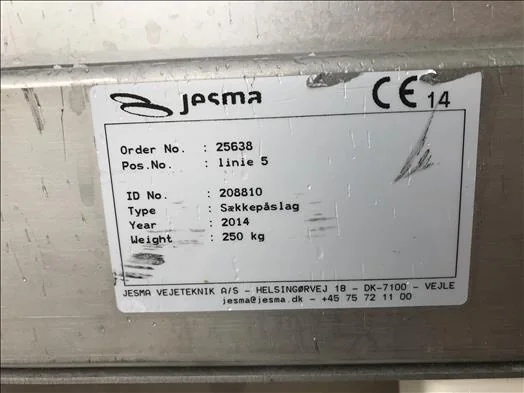 jesma CE 14
Order No. : 25638
Pos.No. : linie 5
ID No. : 208810
Type : Sækkepåslag
Year : 2014
Weight : 250 kg
JESMA VEJETEKNIK A/S - HELSINGØRVEJ 18 - DK-7100 - VEJLE
jesma@jesma.dk - +45 75 72 11 00